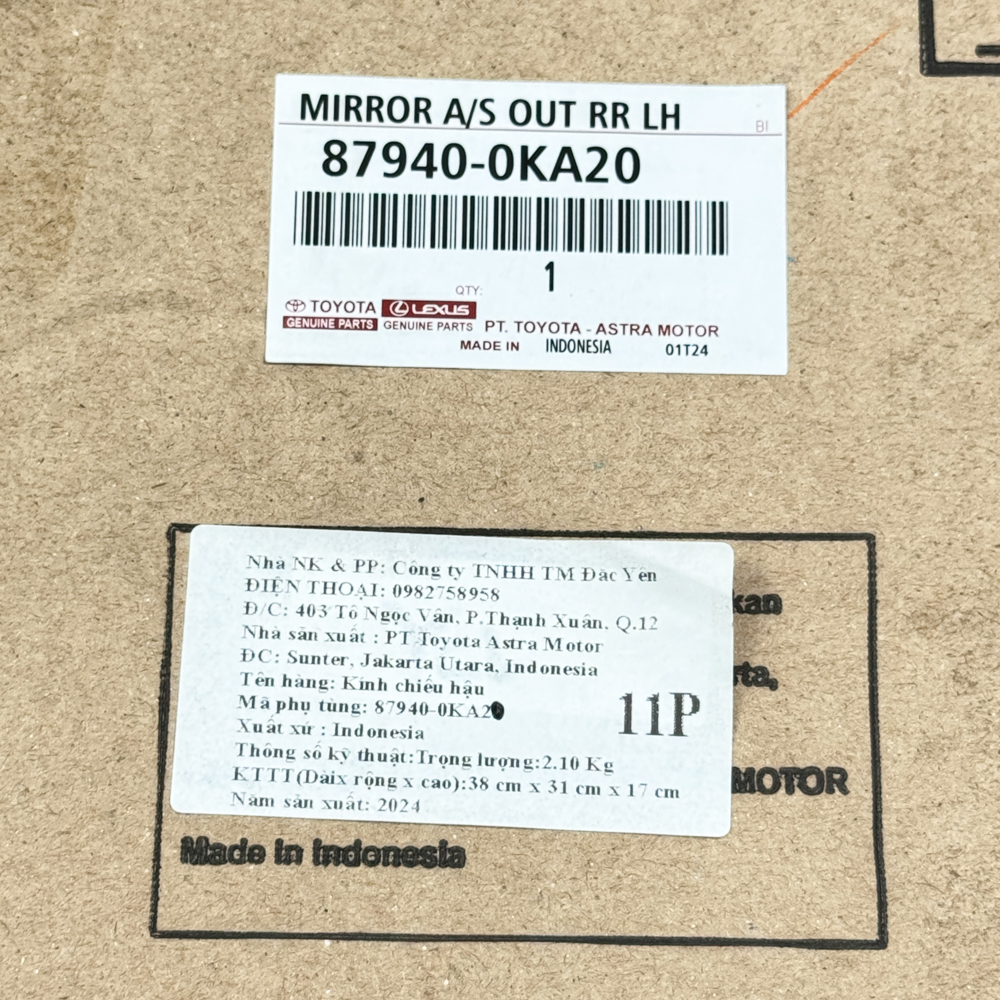 MIRROR A/S OUT RR LH
BI
87940-0KA20
1
QTY:
TOYOTA LEXUS
GENUINE PARTS GENUINE PARTS PT. TOYOTA - ASTRA MOTOR
MADE IN INDONESIA 01T24
Nhà NK & PP: Công ty TNHH TM Đăc Yên
ĐIỆN THOẠI: 0982758958
Đ/C: 403 Tô Ngọc Vân, P.Thạnh Xuân, Q.12
Nhà sản xuất : PT Toyota Astra Motor
ĐC: Sunter, Jakarta Utara, Indonesia
Tên hàng: Kính chiếu hậu
Mã phụ tùng: 87940-0KA2
11P
Xuất xứ : Indonesia
Thông số kỹ thuật:Trọng lượng:2.10 Kg
KTTT(Dàix rộng x cao):38 cm x 31 cm x 17 cm
Năm sản xuất: 2024
kan
rta,
MOTOR
Made In Indonesia